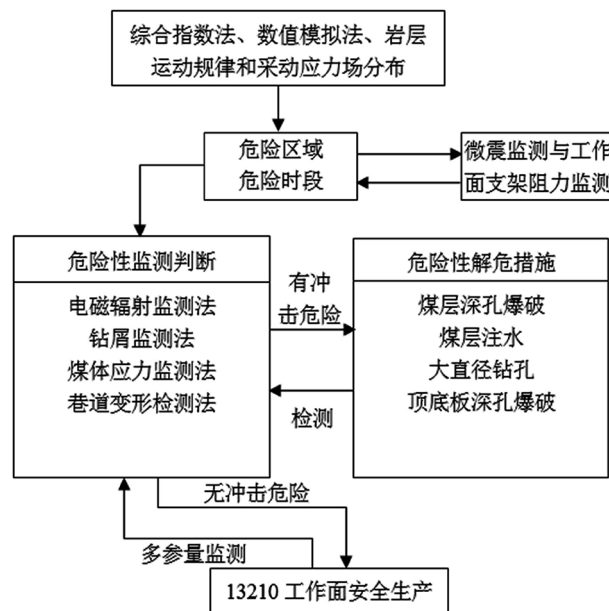 综合指数法、数值模拟法、岩层
运动规律和采动应力场分布
危险区域
危险时段
微震监测与工作
面支架阻力监测
危险性监测判断
电磁辐射监测法
钻屑监测法
煤体应力监测法
巷道变形检测法
有冲
击危险
检测
危险性解危措施
煤层深孔爆破
煤层注水
大直径钻孔
顶底板深孔爆破
无冲击危险
多参量监测
13210工作面安全生产